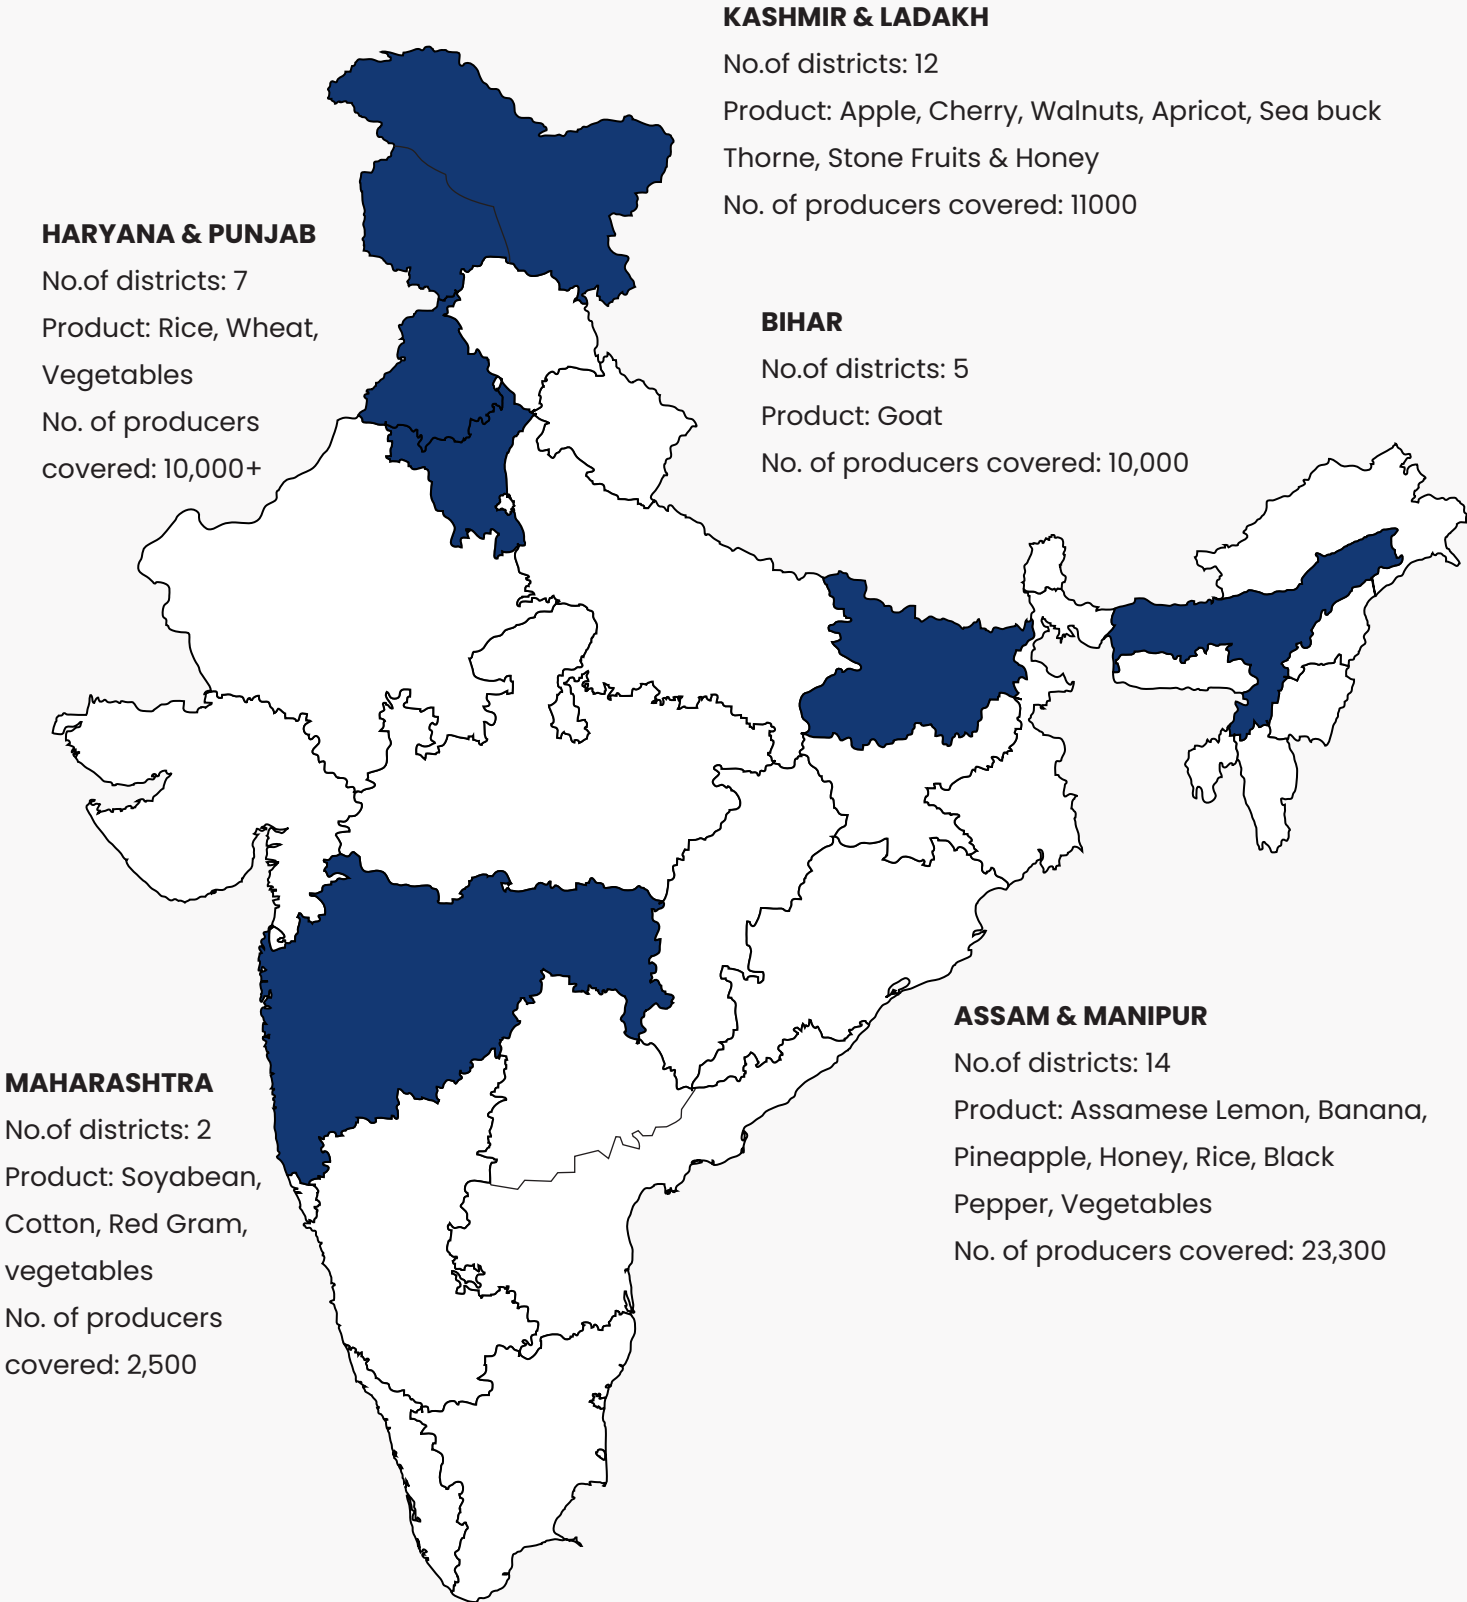 KASHMIR & LADAKH
No.of districts: 12
Product: Apple, Cherry, Walnuts, Apricot, Sea buck
Thorne, Stone Fruits & Honey
No. of producers covered: 11000
HARYANA & PUNJAB
No.of districts: 7
Product: Rice, Wheat,
Vegetables
No. of producers
covered: 10,000+
BIHAR
No.of districts: 5
Product: Goat
No. of producers covered: 10,000
ASSAM & MANIPUR
No.of districts: 14
Product: Assamese Lemon, Banana,
Pineapple, Honey, Rice, Black
Pepper, Vegetables
No. of producers covered: 23,300
MAHARASHTRA
No.of districts: 2
Product: Soyabean,
Cotton, Red Gram,
vegetables
No. of producers
covered: 2,500